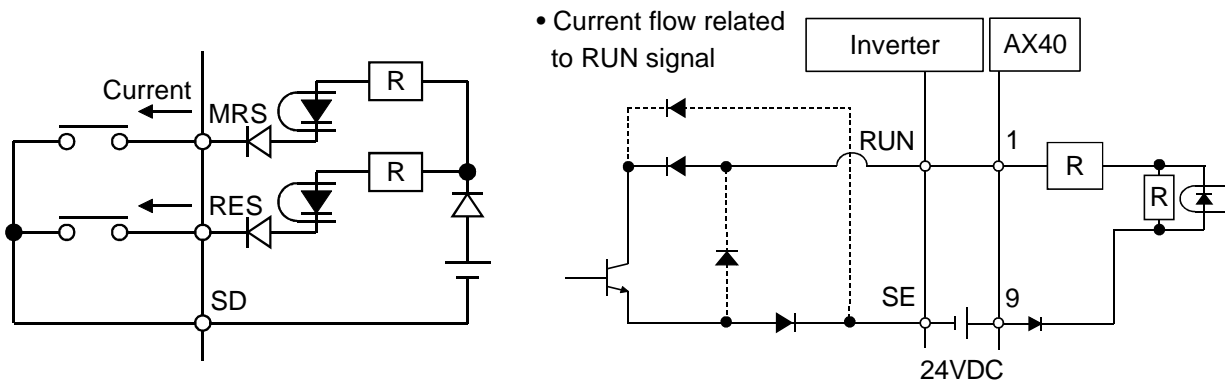 Current
MRS
R
RES
R
SD
• Current flow related
to RUN signal
Inverter
AX40
RUN
1
R
R
SE
9
24VDC